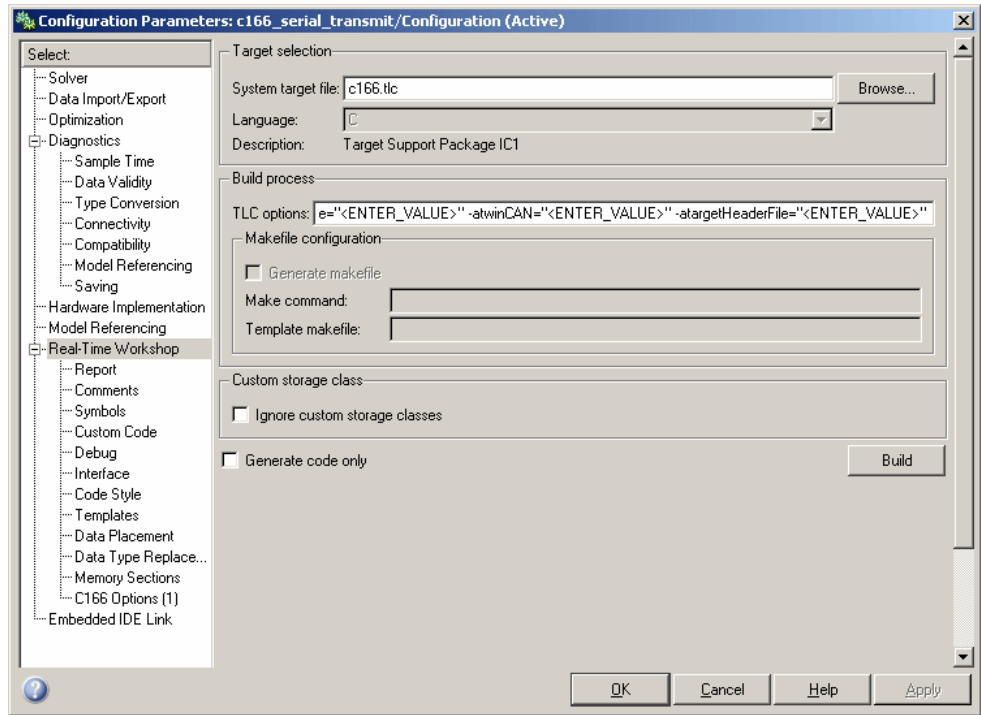 Configuration Parameters: c166_serial_transmit/Configuration (Active)
Select:
Solver
Data Import/Export
Optimization
Diagnostics
Sample Time
Data Validity
Type Conversion
Connectivity
Compatibility
Model Referencing
Saving
Hardware Implementation
Model Referencing
Real-Time Workshop
Report
Comments
Symbols
Custom Code
Debug
Interface
Code Style
Templates
Data Placement
Data Type Replace...
Memory Sections
C166 Options (1)
Embedded IDE Link
Target selection
System target file: c166.tlc Browse...
Language: C
Description: Target Support Package IC1
Build process
TLC options: e="<ENTER_VALUE>" -atwinCAN="<ENTER_VALUE>" -atargetHeaderFile="<ENTER_VALUE>"
Makefile configuration
Generate makefile
Make command:
Template makefile:
Custom storage class
Ignore custom storage classes
Generate code only Build
OK Cancel Help Apply